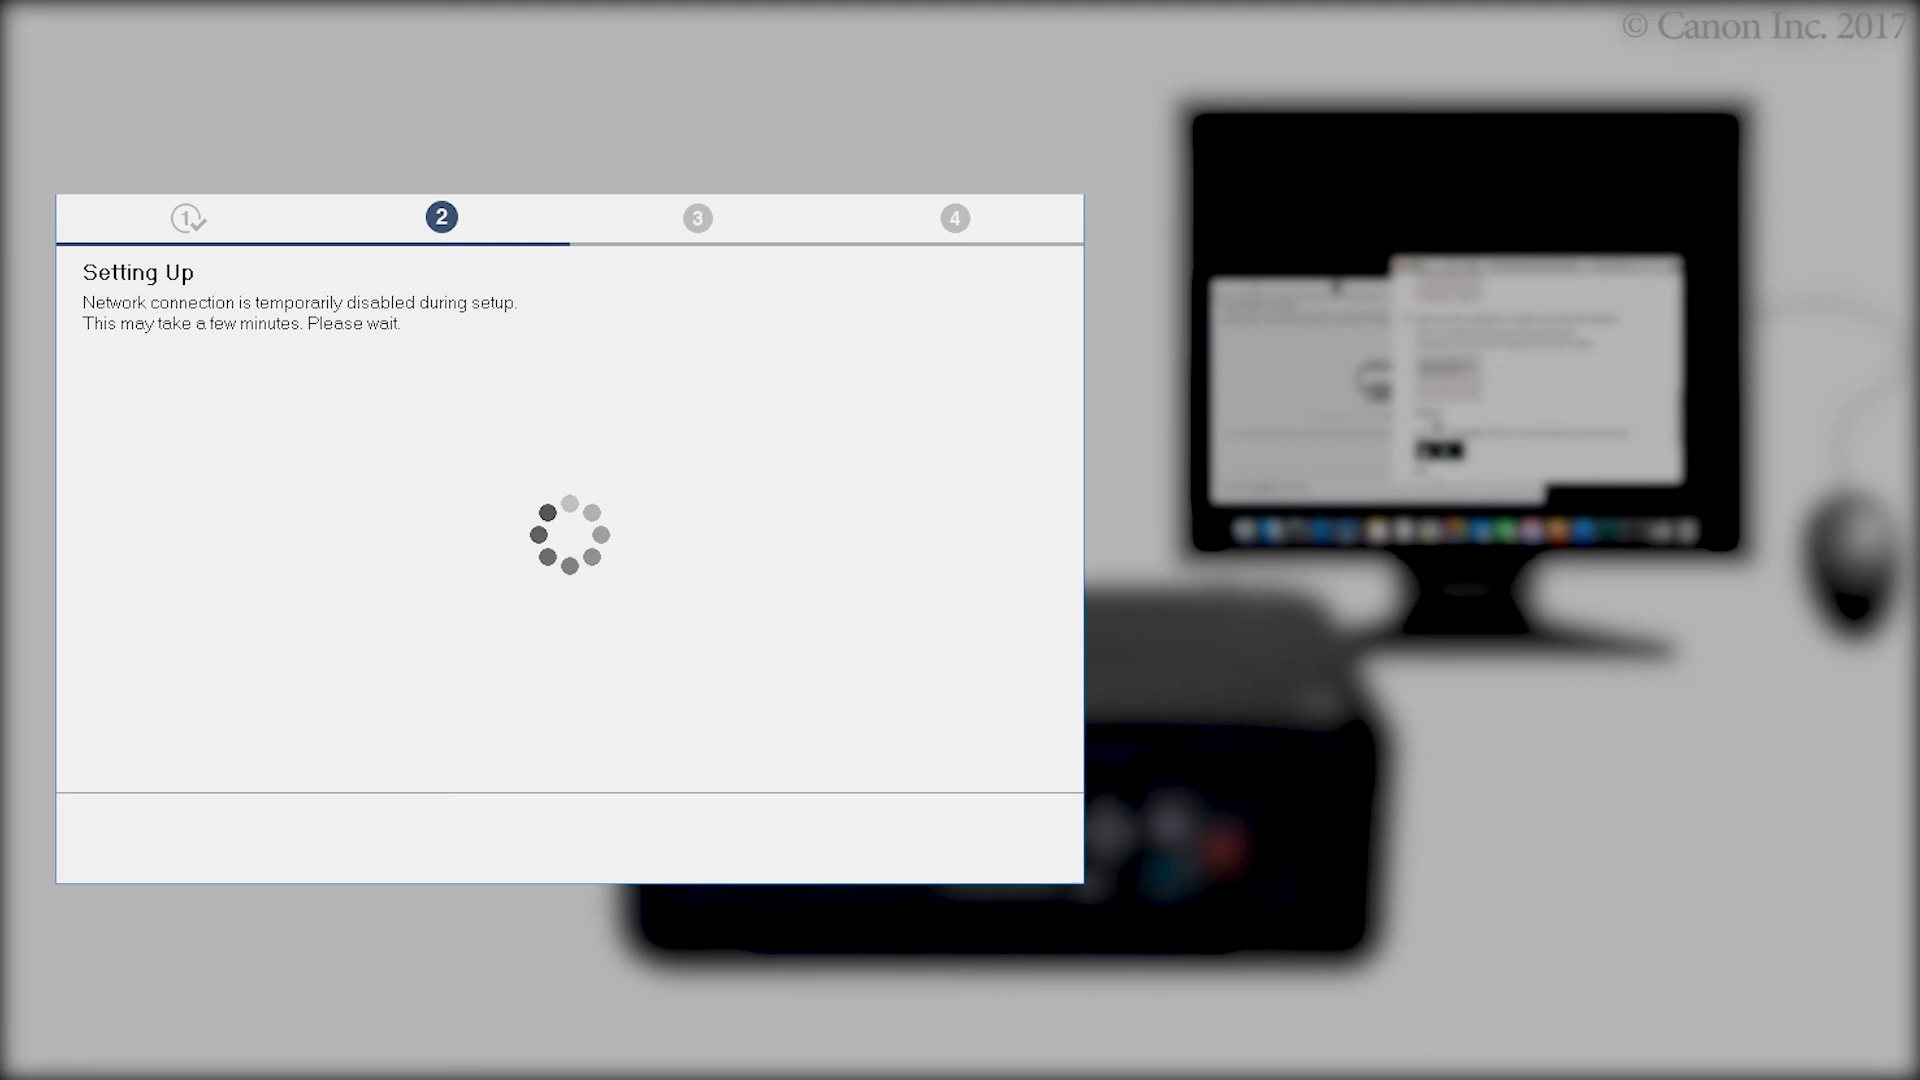 © Canon Inc. 2017
1
2
3
4
Setting Up
Network connection is temporarily disabled during setup.
This may take a few minutes. Please wait.